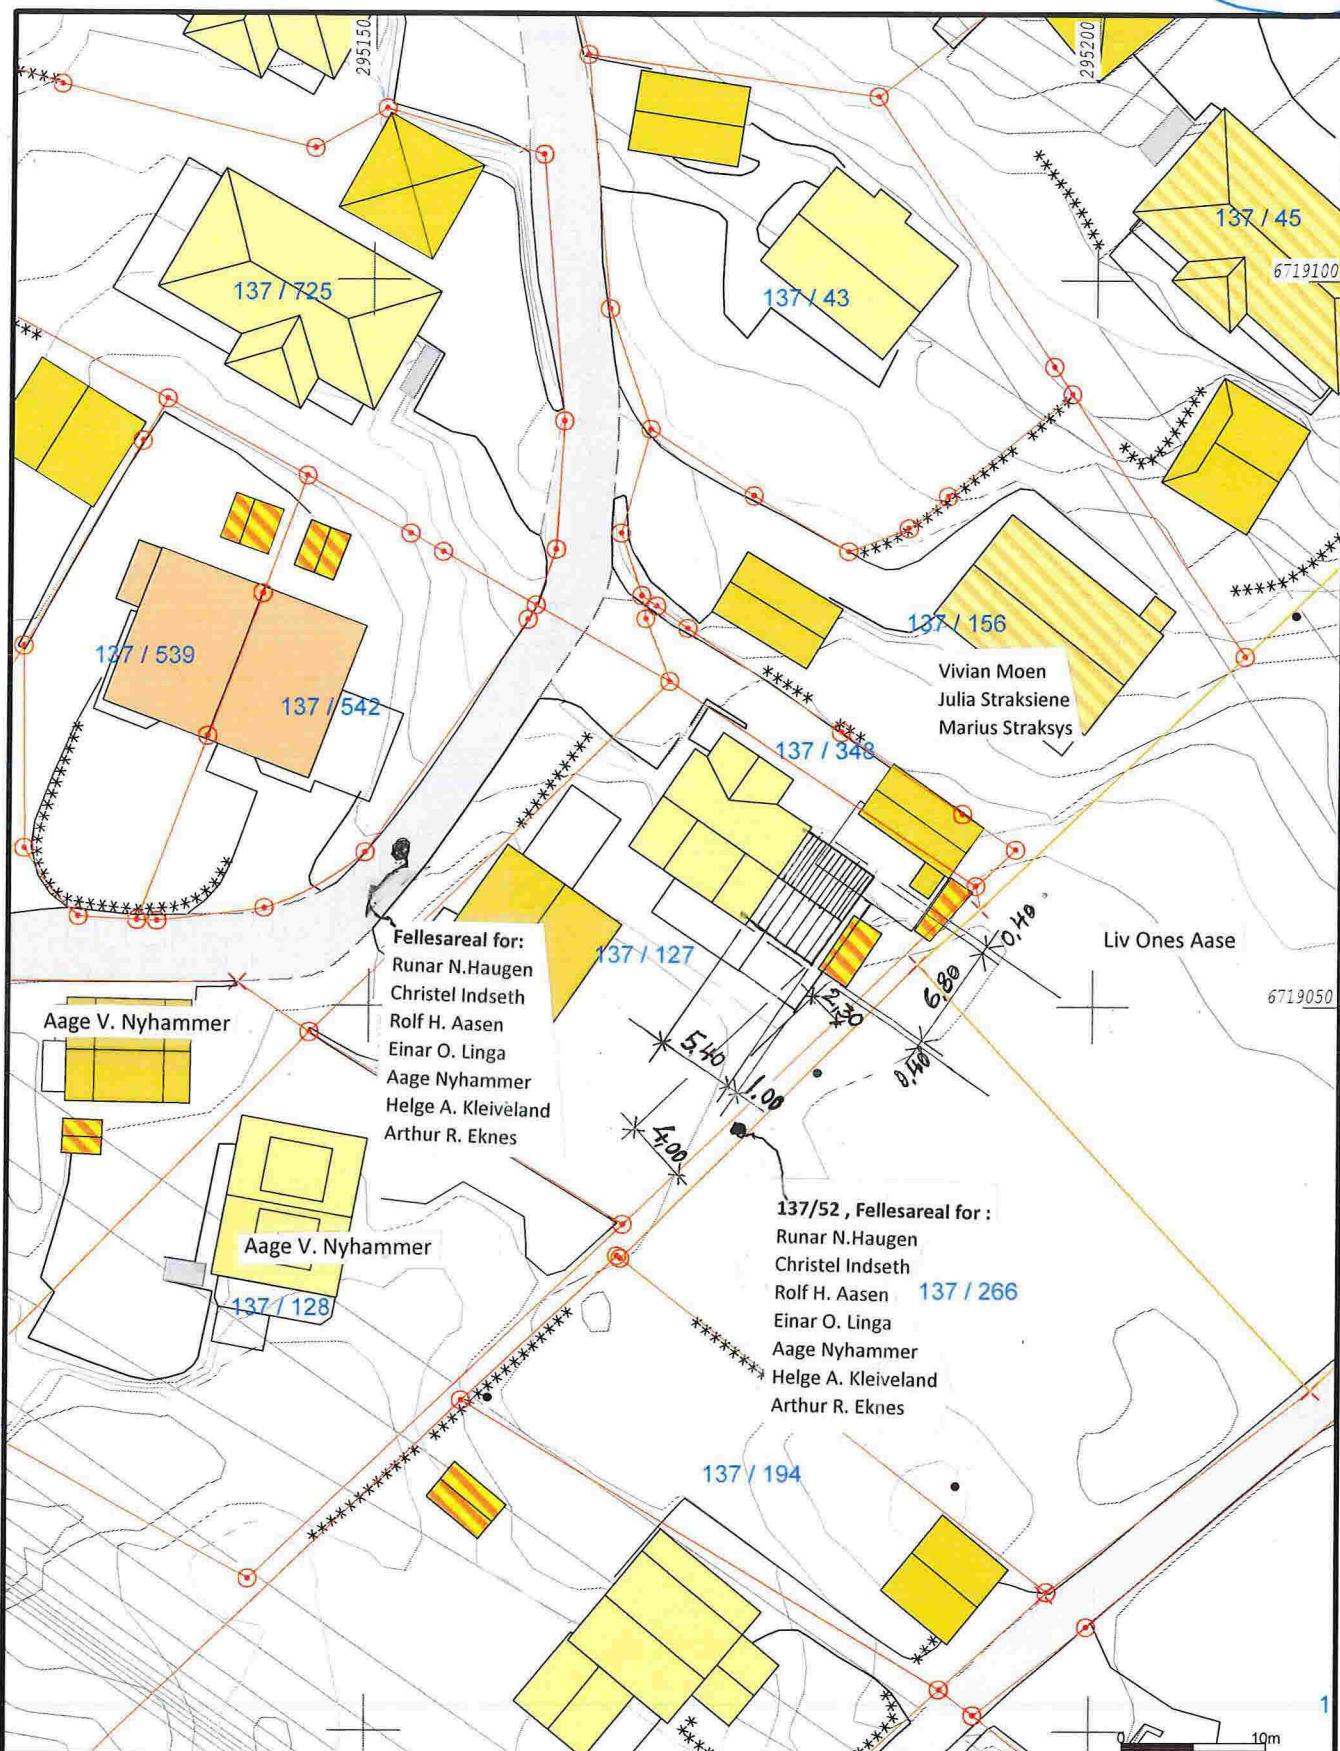 295150
295200
137 / 45
6719100
137 / 725
137 / 43
137 / 539
137 / 542
137 / 156
Vivian Moen
Julia Straksiene
Marius Straksys
137 / 348
Fellesareal for:
Runar N.Haugen
Christel Indseth
Rolf H. Aasen
Einar O. Linga
Aage Nyhammer
Helge A. Kleiveland
Arthur R. Eknes
137 / 127
0,40
Liv Ones Aase
6,80
6719050
2,30
Aage V. Nyhammer
5,40
0,40
1,00
4,00
137/52 , Fellesareal for :
Runar N.Haugen
Christel Indseth
Rolf H. Aasen
Einar O. Linga
Aage Nyhammer
Helge A. Kleiveland
Arthur R. Eknes
137 / 266
Aage V. Nyhammer
137 / 128
137 / 194
1
0
10m